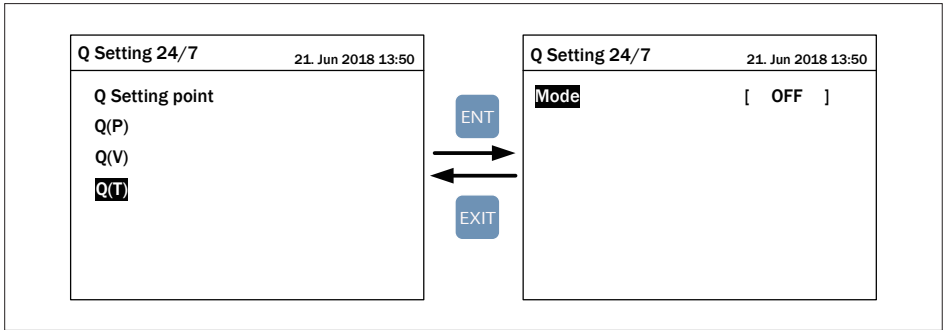 Q Setting 24/7 21. Jun 2018 13:50
Q Setting point
Q(P)
Q(V)
Q(T)
ENT
EXIT
Q Setting 24/7 21. Jun 2018 13:50
Mode [ OFF ]